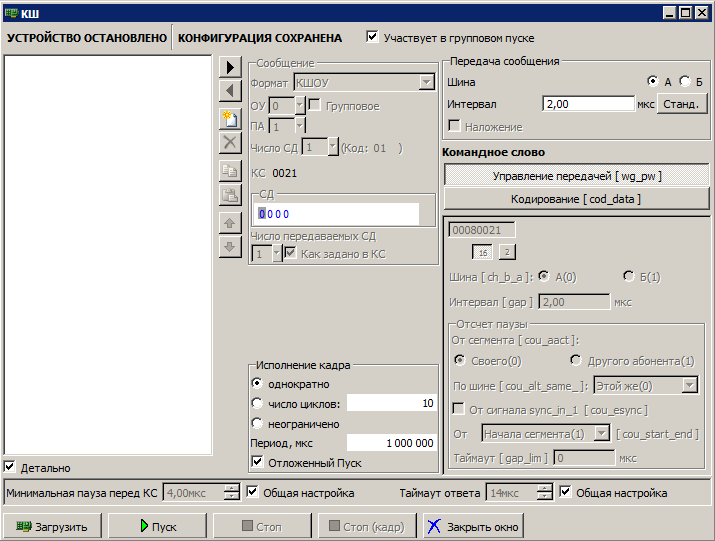 КШ
УСТРОЙСТВО ОСТАНОВЛЕНО КОНФИГУРАЦИЯ СОХРАНЕНА Участвует в групповом пуске
Сообщение
Формат КШОУ
ОУ 0 Групповое
ПА 1
Число СД 1 (Код: 01 )
КС 0021
СД
0 0 0 0
Число передаваемых СД
1 Как задано в КС
Исполнение кадра
однократно
число циклов: 10
неограничено
Период, мкс 1 000 000
Отложенный Пуск
Передача сообщения
Шина А Б
Интервал 2,00 мкс Станд.
Наложение
Командное слово
Управление передачей [ wg_pw ]
Кодирование [ cod_data ]
00080021
16 2
Шина [ ch_b_a ]: А(0) Б(1)
Интервал [ gap ] 2,00 мкс
Отсчет паузы
От сегмента [ cou_aact ]:
Своего(0) Другого абонента(1)
По шине [ cou_alt_same_ ]: Этой же(0)
От сигнала sync_in_1 [ cou_esync ]
От Начала сегмента(1) [ cou_start_end ]
Таймаут [ gap_lim ] 0 мкс
Детально
Минимальная пауза перед КС 4,00мкс Общая настройка Таймаут ответа 14мкс Общая настройка
Загрузить Пуск Стоп Стоп (кадр) Закрыть окно